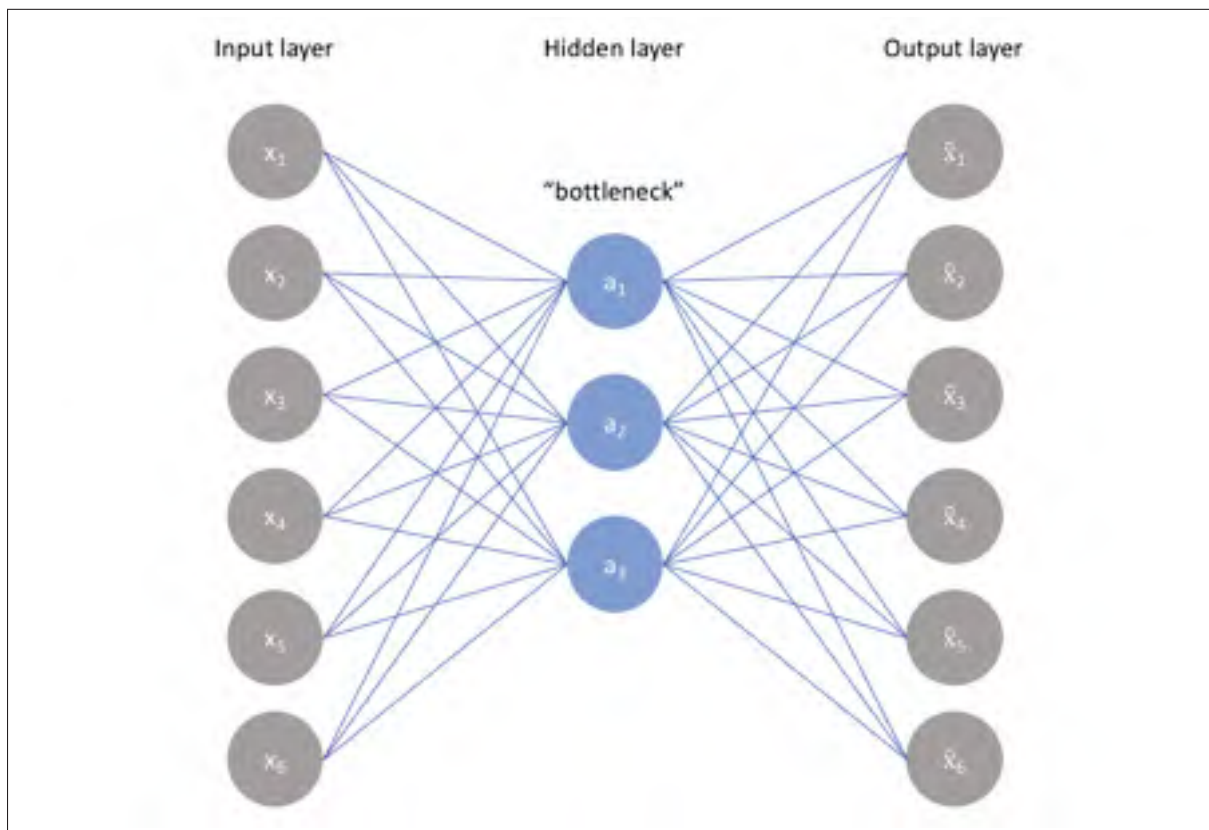 Input layer
Hidden layer
Output layer
"bottleneck"
x₁
x₂
x₃
x₄
x₅
x₆
a₁
a₂
a₃
x̂₁
x̂₂
x̂₃
x̂₄
x̂₅
x̂₆